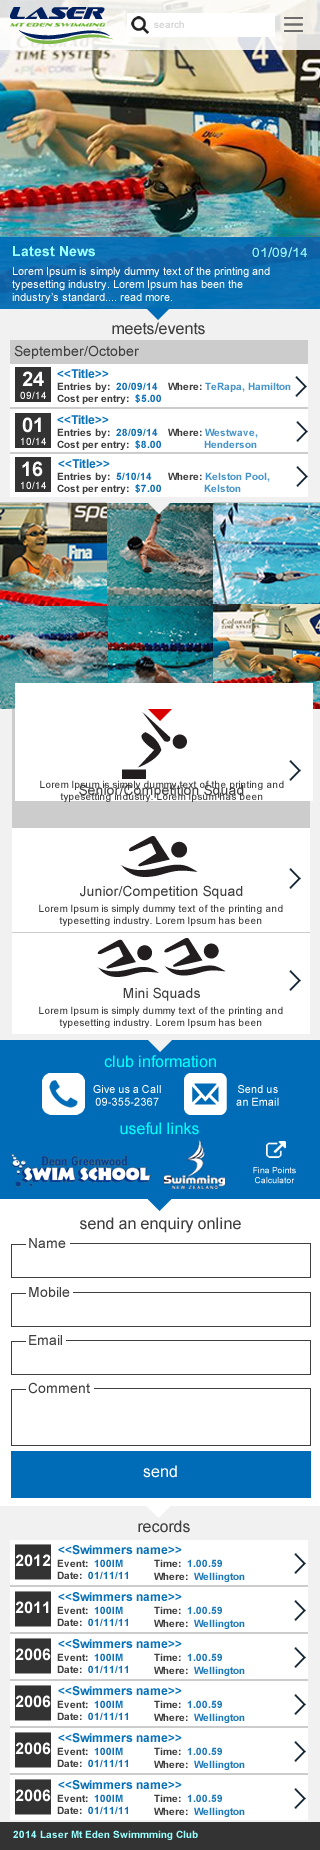 LASER
MT EDEN SWIMMING
search
TIME SYSTEMS
Latest News 01/09/14
Lorem Ipsum is simply dummy text of the printing and
typesetting industry. Lorem Ipsum has been the
industry's standard.... read more.
meets/events
September/October
24 <<Title>>
09/14 Entries by: 20/09/14 Where: TeRapa, Hamilton
Cost per entry: $5.00
01 <<Title>>
10/14 Entries by: 28/09/14 Where: Westwave,
Cost per entry: $8.00 Henderson
16 <<Title>>
10/14 Entries by: 5/10/14 Where: Kelston Pool,
Cost per entry: $7.00 Kelston
Fina
Colorado
TIME SYSTEMS
Lorem Ipsum is simply dummy text of the printing and
Senior/Competition Squad
typesetting industry. Lorem Ipsum has been
Junior/Competition Squad
Lorem Ipsum is simply dummy text of the printing and
typesetting industry. Lorem Ipsum has been
Mini Squads
Lorem Ipsum is simply dummy text of the printing and
typesetting industry. Lorem Ipsum has been
club information
Give us a Call
09-355-2367
Send us
an Email
useful links
Dean Greenwood
SWIM SCHOOL
Swimming
NEW ZEALAND
Fina Points
Calculator
send an enquiry online
Name
Mobile
Email
Comment
send
records
2012 <<Swimmers name>>
Event: 100IM Time: 1.00.59
Date: 01/11/11 Where: Wellington
2011 <<Swimmers name>>
Event: 100IM Time: 1.00.59
Date: 01/11/11 Where: Wellington
2006 <<Swimmers name>>
Event: 100IM Time: 1.00.59
Date: 01/11/11 Where: Wellington
2006 <<Swimmers name>>
Event: 100IM Time: 1.00.59
Date: 01/11/11 Where: Wellington
2006 <<Swimmers name>>
Event: 100IM Time: 1.00.59
Date: 01/11/11 Where: Wellington
2006 <<Swimmers name>>
Event: 100IM Time: 1.00.59
Date: 01/11/11 Where: Wellington
2014 Laser Mt Eden Swimmming Club